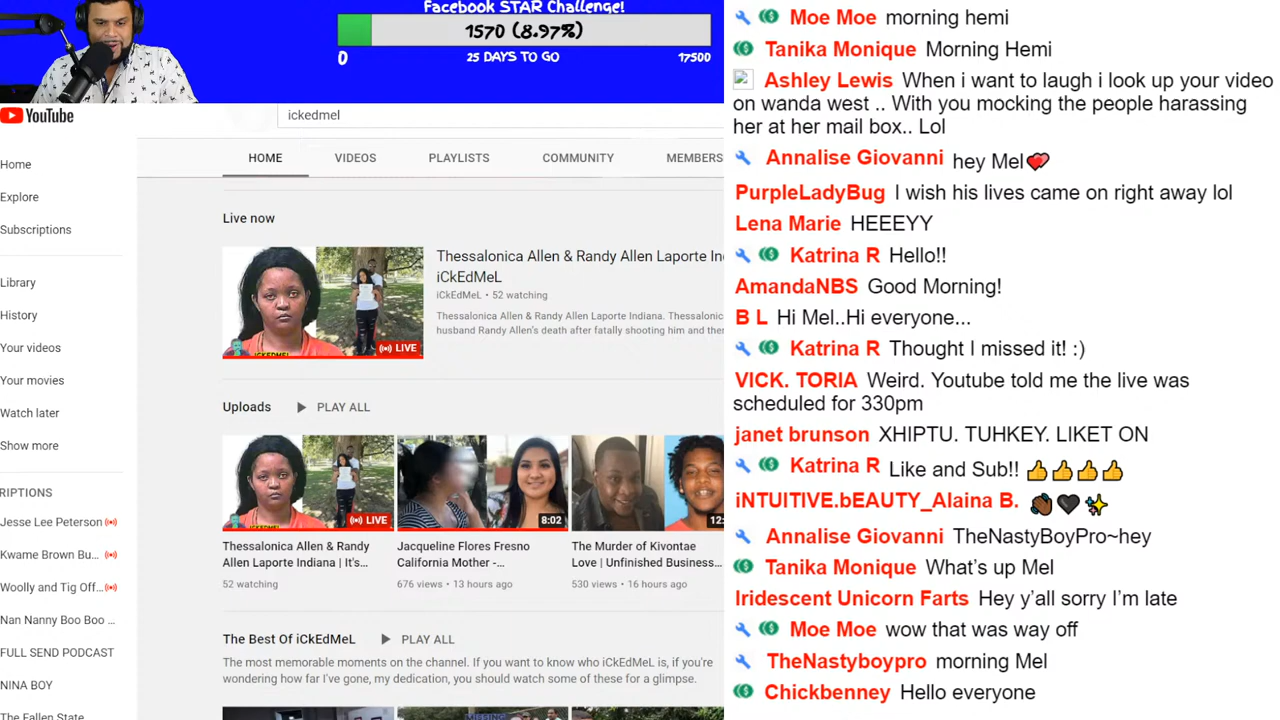 Facebook STAR Challenge!
1570 (8.97%)
0
25 DAYS TO GO
17500
YouTube
ickedmel
Home
Explore
Subscriptions
Library
History
Your videos
Your movies
Watch later
Show more
RIPTIONS
Jesse Lee Peterson
Kwame Brown Bu...
Woolly and Tig Off...
Nan Nanny Boo Boo ...
FULL SEND PODCAST
NINA BOY
The Fallen State
HOME
VIDEOS
PLAYLISTS
COMMUNITY
MEMBERS
Live now
ICKEDMEL
LIVE
Thessalonica Allen & Randy Allen Laporte In
iCkEdMeL
iCkEdMeL • 52 watching
Thessalonica Allen & Randy Allen Laporte Indiana. Thessalonic
husband Randy Allen's death after fatally shooting him and the
Uploads
PLAY ALL
LIVE
8:02
12:
Thessalonica Allen & Randy
Allen Laporte Indiana | It's...
52 watching
Jacqueline Flores Fresno
California Mother -...
676 views • 13 hours ago
The Murder of Kivontae
Love | Unfinished Business...
530 views • 16 hours ago
The Best Of iCkEdMeL
PLAY ALL
The most memorable moments on the channel. If you want to know who iCkEdMeL is, if you're
wondering how far I've gone, my dedication, you should watch some of these for a glimpse.
MISSING
Moe Moe morning hemi
Tanika Monique Morning Hemi
Ashley Lewis When i want to laugh i look up your video
on wanda west .. With you mocking the people harassing
her at her mail box.. Lol
Annalise Giovanni hey Mel💕
PurpleLadyBug I wish his lives came on right away lol
Lena Marie HEEEYY
Katrina R Hello!!
AmandaNBS Good Morning!
B L Hi Mel..Hi everyone...
Katrina R Thought I missed it! :)
VICK. TORIA Weird. Youtube told me the live was
scheduled for 330pm
janet brunson XHIPTU. TUHKEY. LIKET ON
Katrina R Like and Sub!! 👍👍👍👍
iNTUITIVE.bEAUTY_Alaina B. 👋🏾🖤✨
Annalise Giovanni TheNastyBoyPro~hey
Tanika Monique What's up Mel
Iridescent Unicorn Farts Hey y'all sorry I'm late
Moe Moe wow that was way off
TheNastyboypro morning Mel
Chickbenney Hello everyone